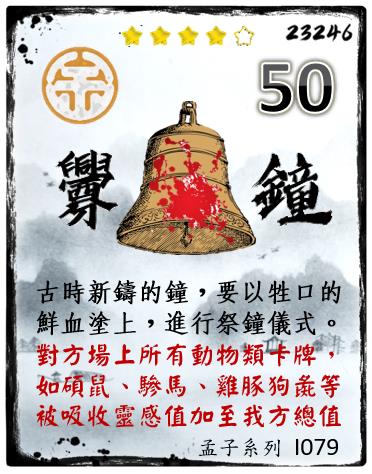 23246
50
釁 鐘
古時新鑄的鐘，要以牲口的
鮮血塗上，進行祭鐘儀式。
對方場上所有動物類卡牌，
如碩鼠、驂馬、雞豚狗彘等
被吸收靈感值加至我方總值
孟子系列 I079